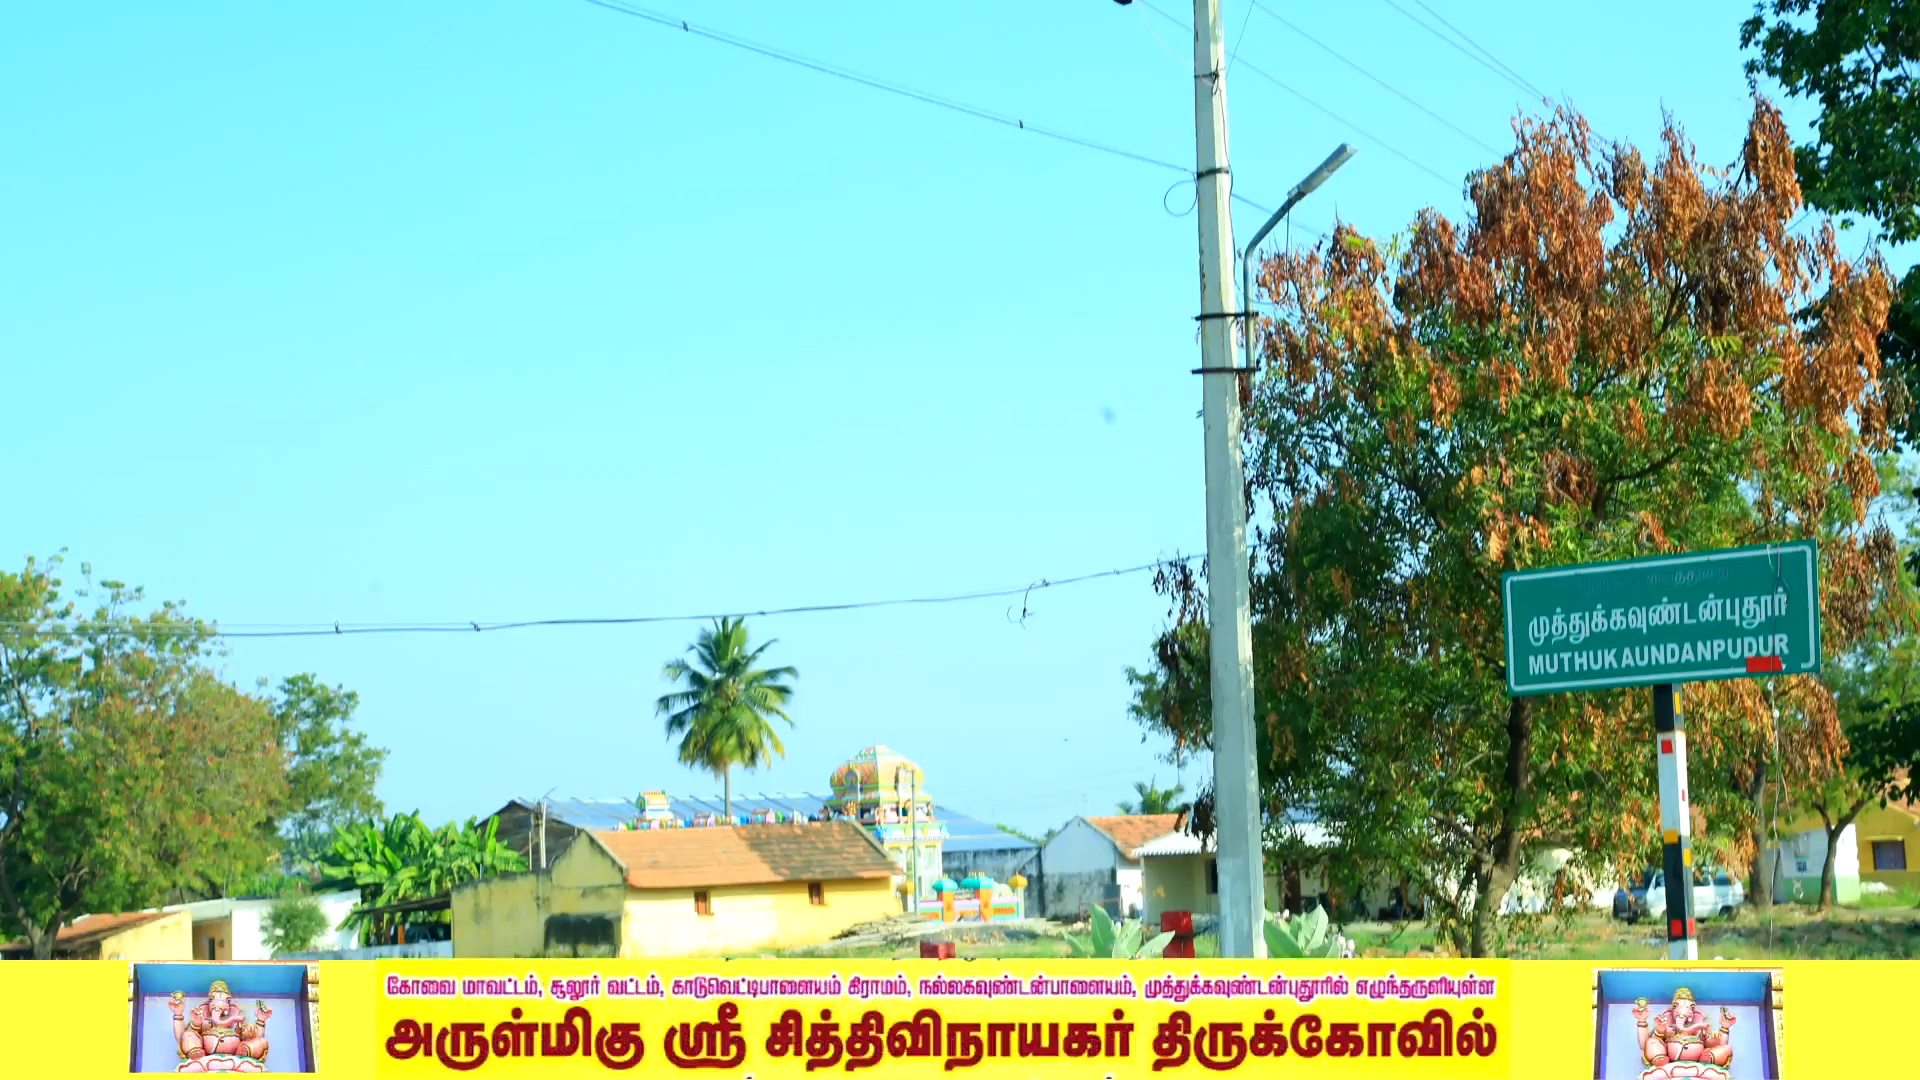 முத்துக்கவுண்டன்புதூர்
MUTHUKAUNDANPUDUR
கோவை மாவட்டம், சூலூர் வட்டம், காடுவெட்டிபாளையம் கிராமம், நல்லகவுண்டன்பாளையம், முத்துக்கவுண்டன்புதூரில் எழுந்தருளியுள்ள
அருள்மிகு ஸ்ரீ சித்திவிநாயகர் திருக்கோவில்